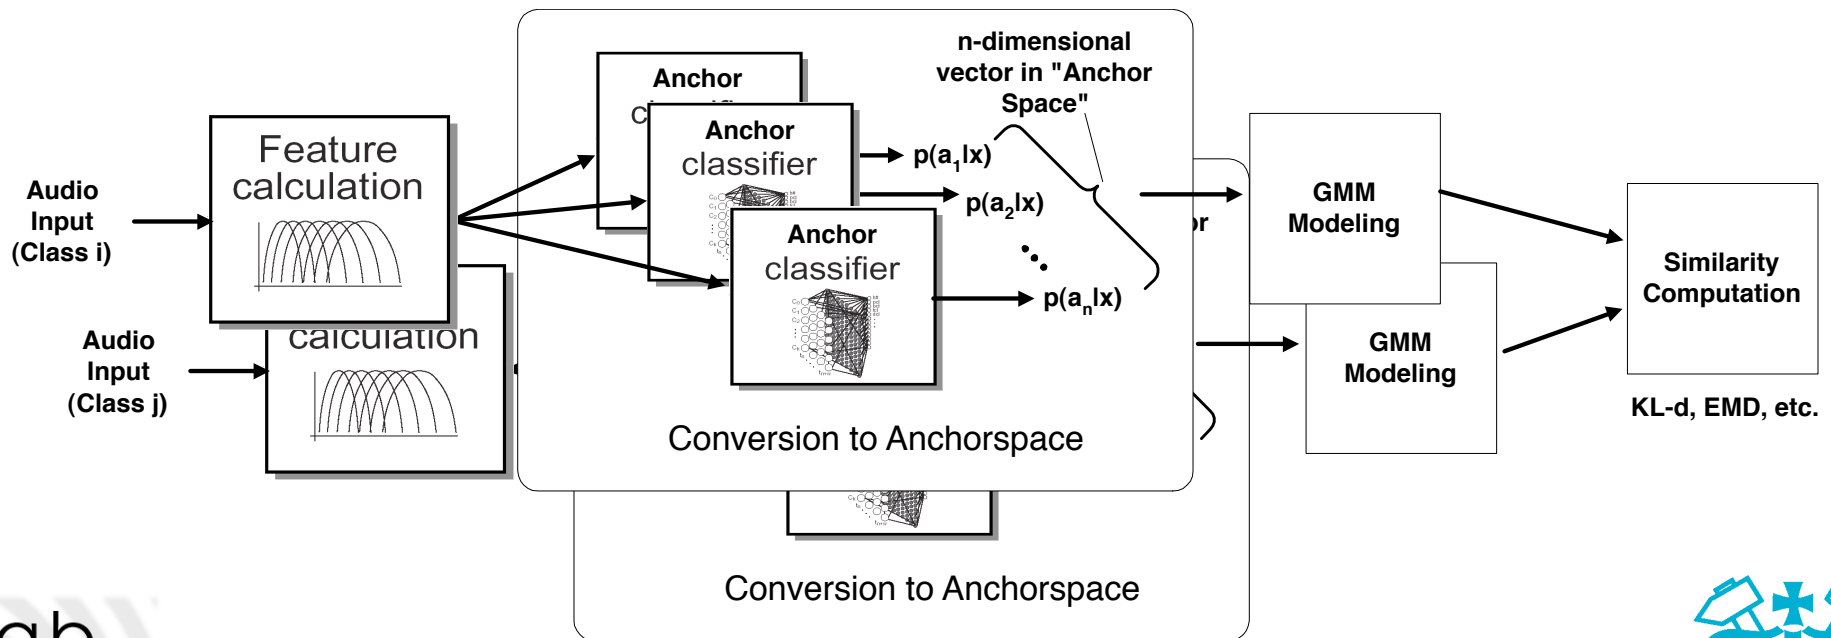 Audio
Input
(Class i)
Feature
calculation
Anchor
Anchor
classifier
Anchor
classifier
n-dimensional
vector in "Anchor
Space"
p(a₁|x)
p(a₂|x)
p(aₙ|x)
GMM
Modeling
Similarity
Computation
KL-d, EMD, etc.
Conversion to Anchorspace
Audio
Input
(Class j)
calculation
GMM
Modeling
Conversion to Anchorspace